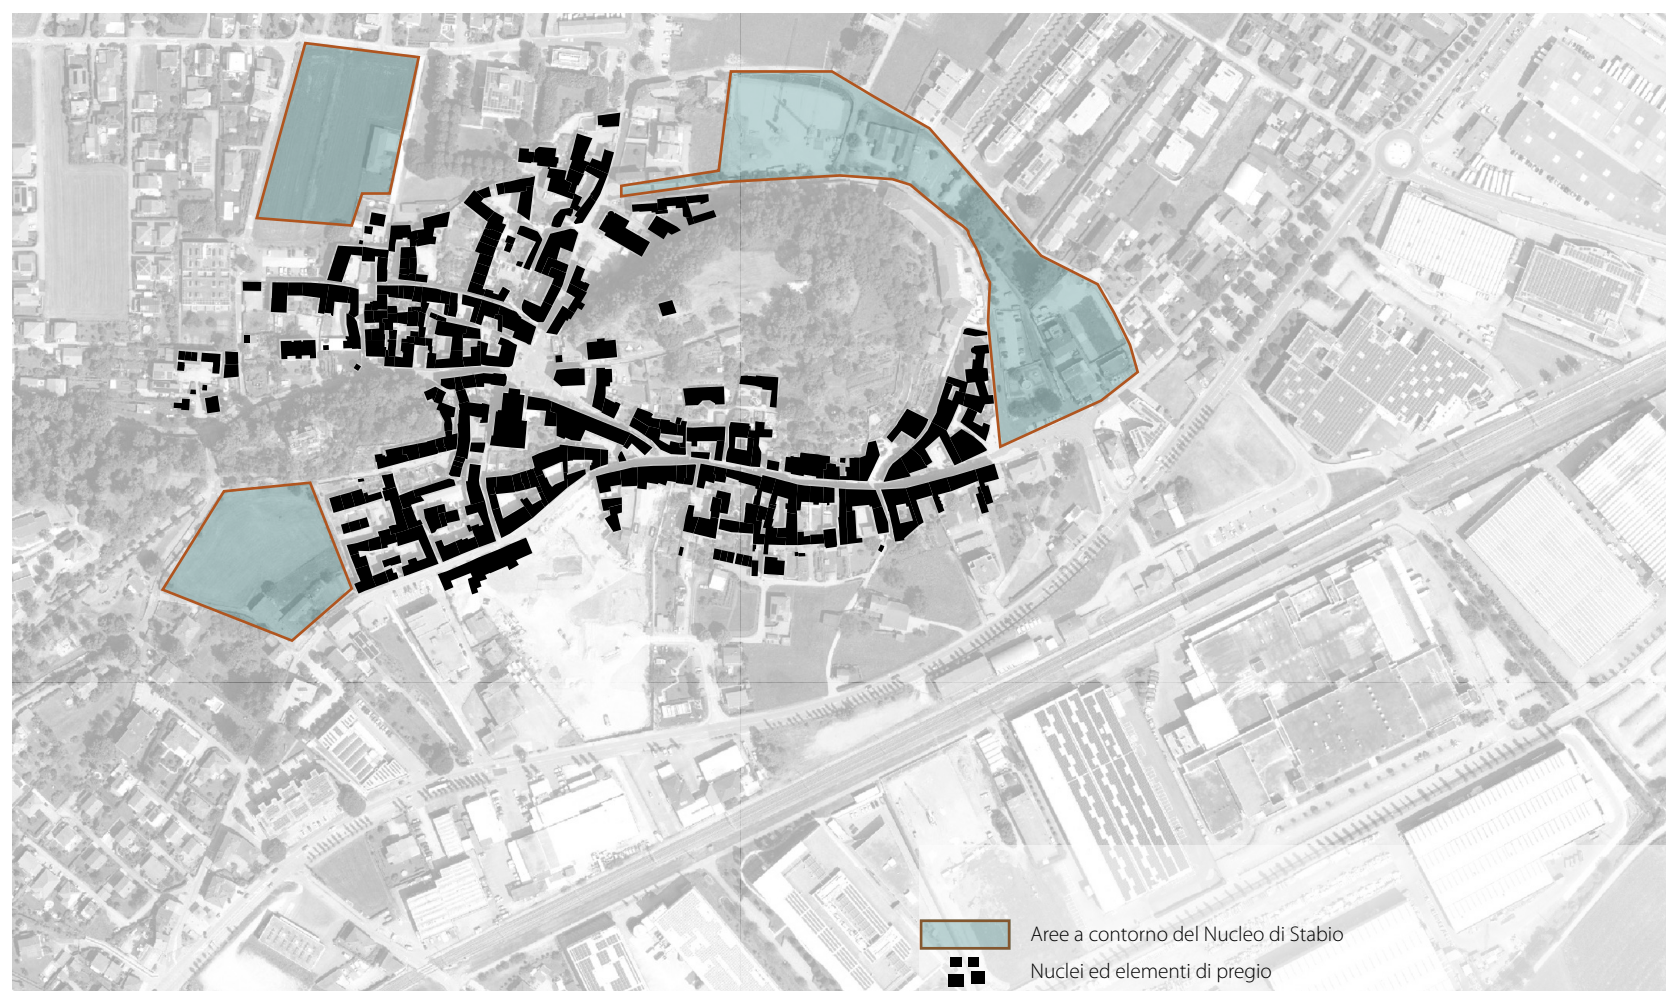 Aree a contorno del Nucleo di Stabio
Nuclei ed elementi di pregio